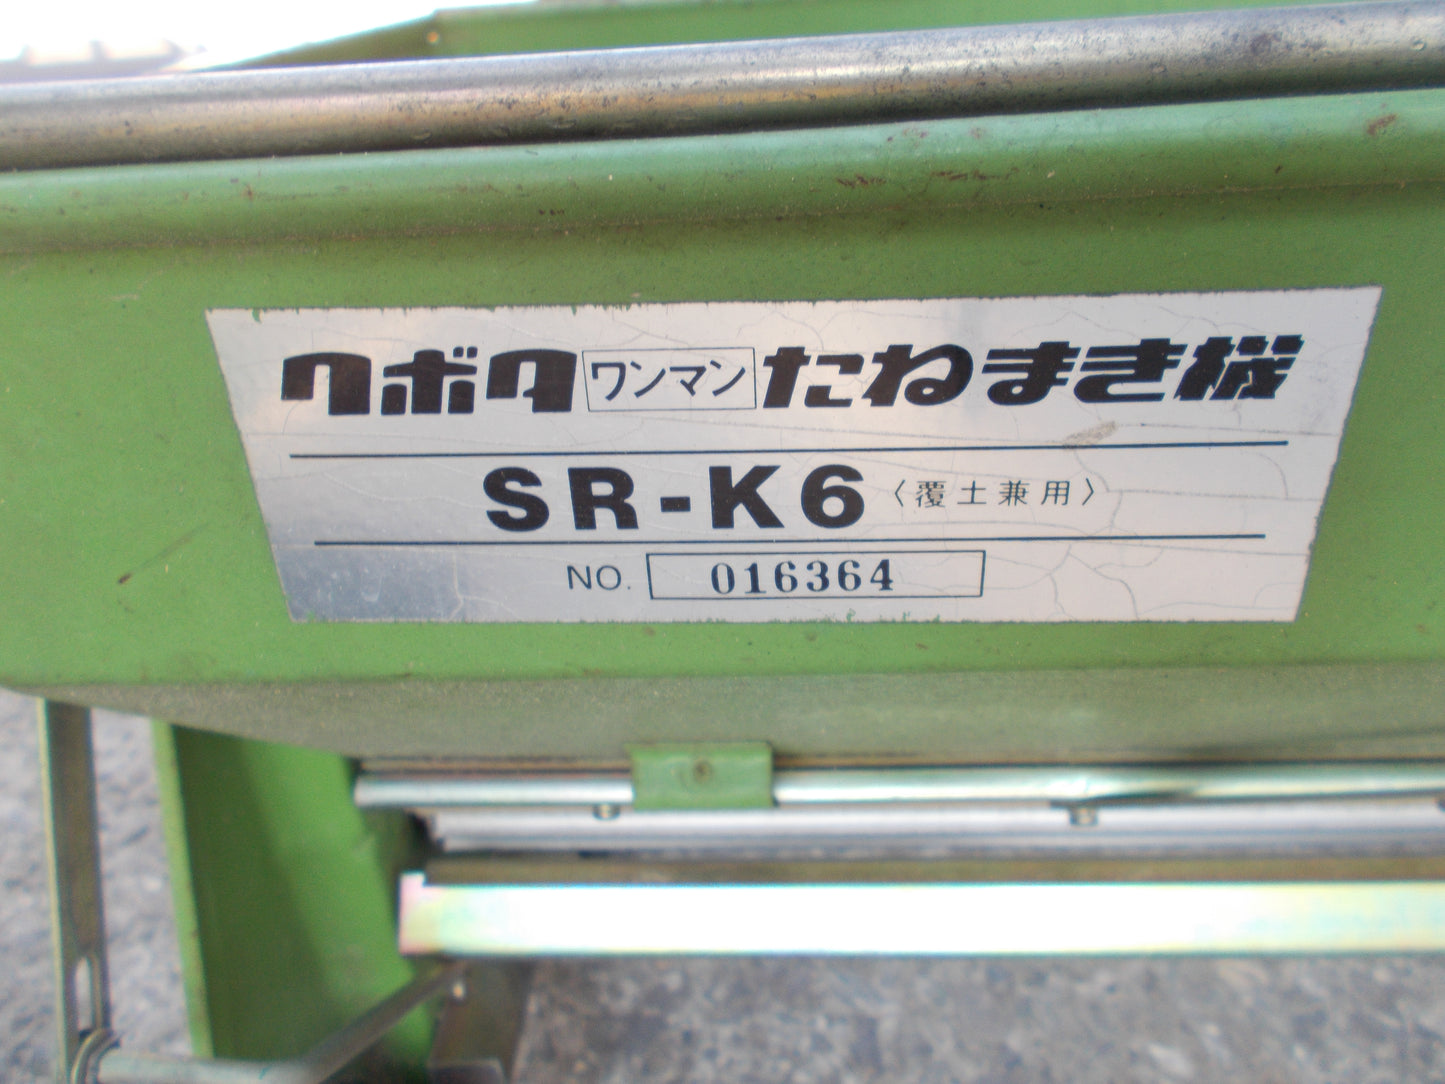 クボタ ワンマン たねまき機
SR-K6 〈覆土兼用〉
NO. 016364